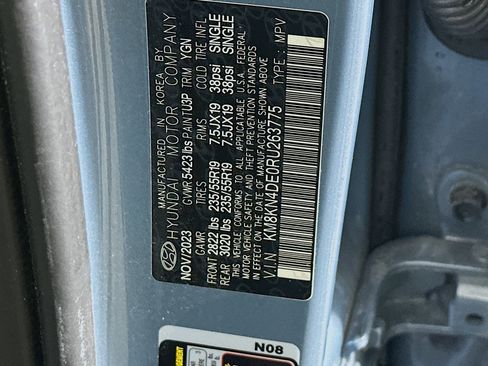 MANUFACTURED IN KOREA BY
HYUNDAI MOTOR COMPANY
NOV/2023 GVWR 5423 lbs PAINT U3P TRIM YGN
GAWR TIRES RIMS COLD TIRE INFL.
FRONT 2822 lbs 235/55R19 7.5JX19 38psi SINGLE
REAR 3020 lbs 235/55R19 7.5JX19 38psi SINGLE
THIS VEHICLE CONFORMS TO ALL APPLICABLE U.S.A. FEDERAL
MOTOR VEHICLE SAFETY AND THEFT PREVENTION STANDARDS
IN EFFECT ON THE DATE OF MANUFACTURE SHOWN ABOVE
V.I.N : KM8KN4DE0RU263775 TYPE : MPV
N08